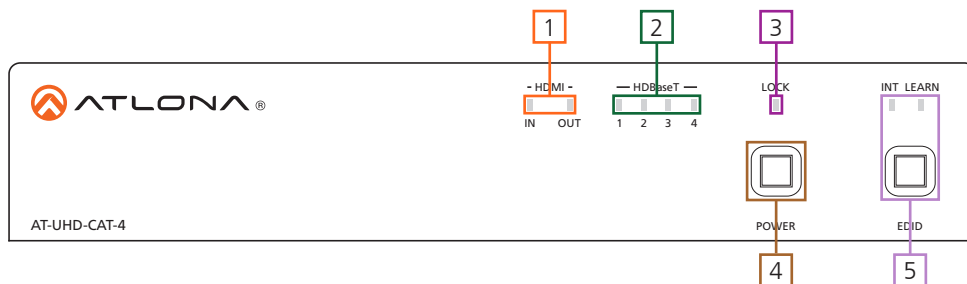 1 2 3
- HDMI - — HDBaseT — LOCK INT LEARN
ATLONA ®
IN OUT 1 2 3 4
AT-UHD-CAT-4 POWER EDID
4 5